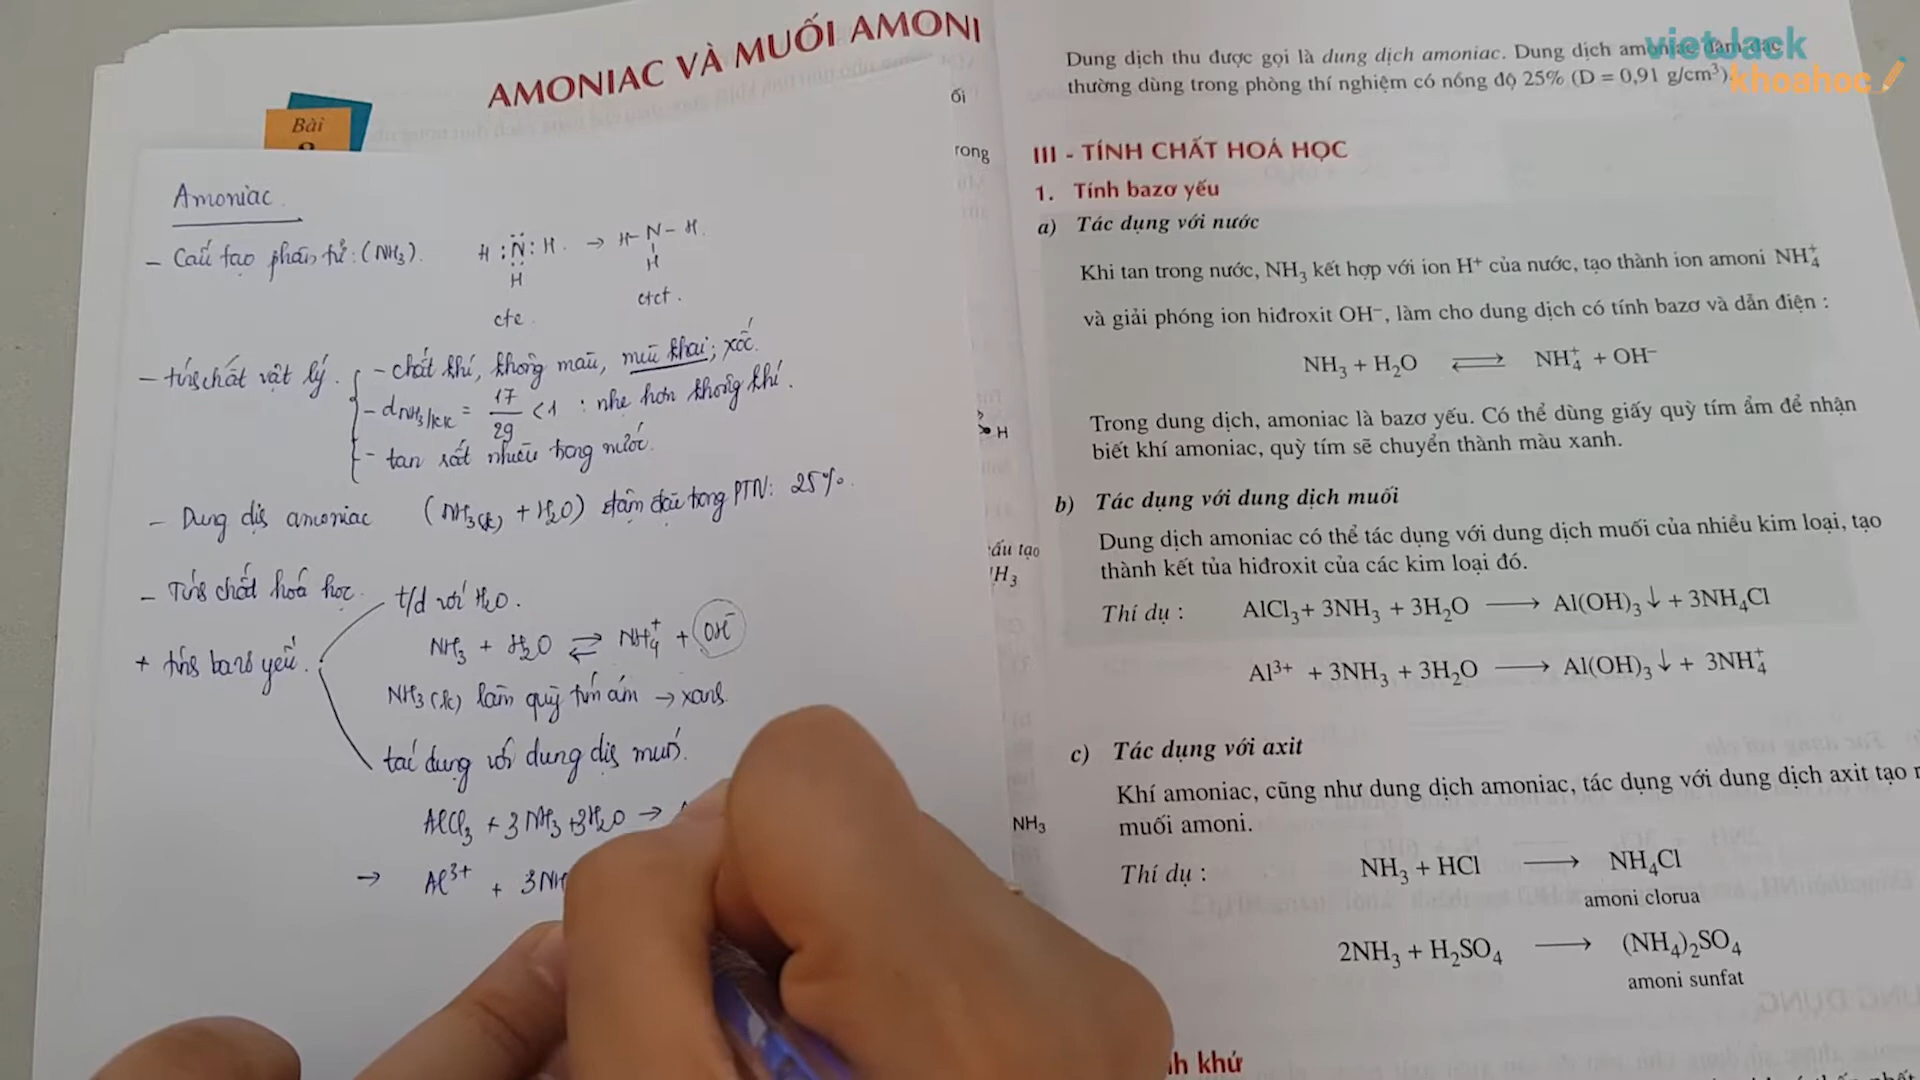 AMONIAC VÀ MUỐI AMONI
Bài
Amoniac
- Cấu tạo phân tử: (NH₃). H :N: H. → H-N-H.
H H
cte ctct.
- tính chất vật lý. - chất khí, không màu, mùi khai; xốc.
- dNH₃/kk = 17/29 <1 : nhẹ hơn không khí.
- tan rất nhiều trong nước.
- Dung dịch amoniac (NH₃(k) + H₂O) đậm đặc trong PTN: 25%.
- Tính chất hoá học.
+ tính bazơ yếu.
t/d với H₂O.
NH₃ + H₂O ⇌ NH₄⁺ + OH⁻
NH₃(k) làm quỳ tím ẩm → xanh
tác dụng với dung dịch muối.
AlCl₃ + 3NH₃ + 3H₂O →
→ Al³⁺ + 3NH
ối
rong
H
ấu tạo
H₃
NH₃
vietJack
khoahoc
Dung dịch thu được gọi là dung dịch amoniac. Dung dịch amoniac đậm đặc
thường dùng trong phòng thí nghiệm có nồng độ 25% (D = 0,91 g/cm³).
III - TÍNH CHẤT HOÁ HỌC
1. Tính bazơ yếu
a) Tác dụng với nước
Khi tan trong nước, NH₃ kết hợp với ion H⁺ của nước, tạo thành ion amoni NH₄⁺
và giải phóng ion hiđroxit OH⁻, làm cho dung dịch có tính bazơ và dẫn điện :
NH₃ + H₂O ⇌ NH₄⁺ + OH⁻
Trong dung dịch, amoniac là bazơ yếu. Có thể dùng giấy quỳ tím ẩm để nhận
biết khí amoniac, quỳ tím sẽ chuyển thành màu xanh.
b) Tác dụng với dung dịch muối
Dung dịch amoniac có thể tác dụng với dung dịch muối của nhiều kim loại, tạo
thành kết tủa hiđroxit của các kim loại đó.
Thí dụ : AlCl₃ + 3NH₃ + 3H₂O ⟶ Al(OH)₃↓ + 3NH₄Cl
Al³⁺ + 3NH₃ + 3H₂O ⟶ Al(OH)₃↓ + 3NH₄⁺
c) Tác dụng với axit
Khí amoniac, cũng như dung dịch amoniac, tác dụng với dung dịch axit tạo
muối amoni.
Thí dụ : NH₃ + HCl ⟶ NH₄Cl
amoni clorua
2NH₃ + H₂SO₄ ⟶ (NH₄)₂SO₄
amoni sunfat
nh khử